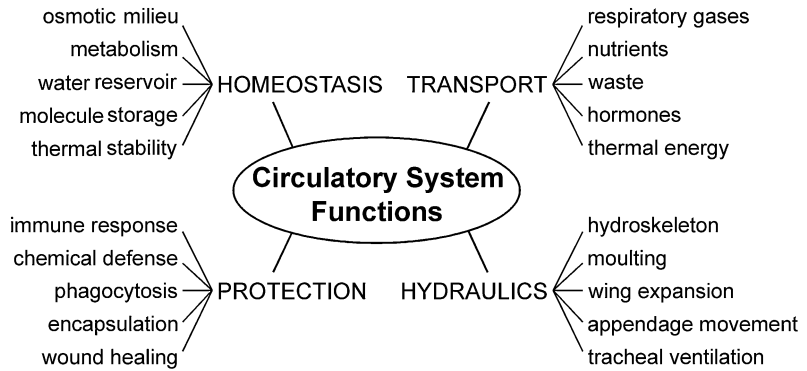 osmotic milieu
metabolism
water reservoir
molecule storage
thermal stability
HOMEOSTASIS
TRANSPORT
respiratory gases
nutrients
waste
hormones
thermal energy
Circulatory System
Functions
immune response
chemical defense
phagocytosis
encapsulation
wound healing
PROTECTION
HYDRAULICS
hydroskeleton
moulting
wing expansion
appendage movement
tracheal ventilation